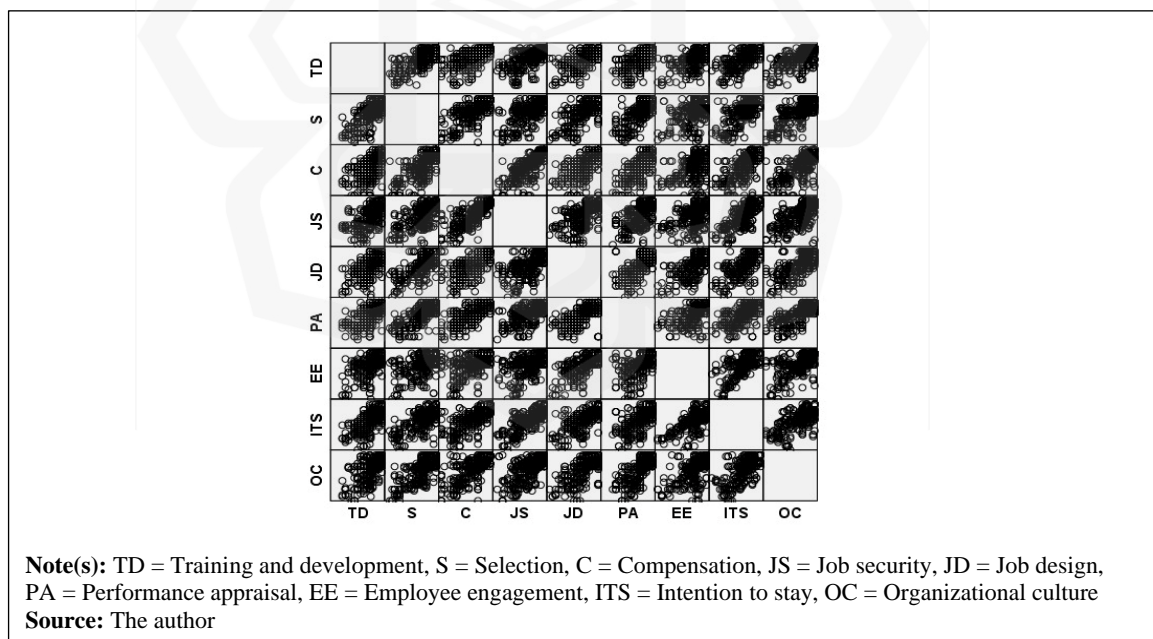 TD
S
C
JS
JD
PA
EE
ITS
OC
TD S C JS JD PA EE ITS OC
Note(s): TD = Training and development, S = Selection, C = Compensation, JS = Job security, JD = Job design,
PA = Performance appraisal, EE = Employee engagement, ITS = Intention to stay, OC = Organizational culture
Source: The author